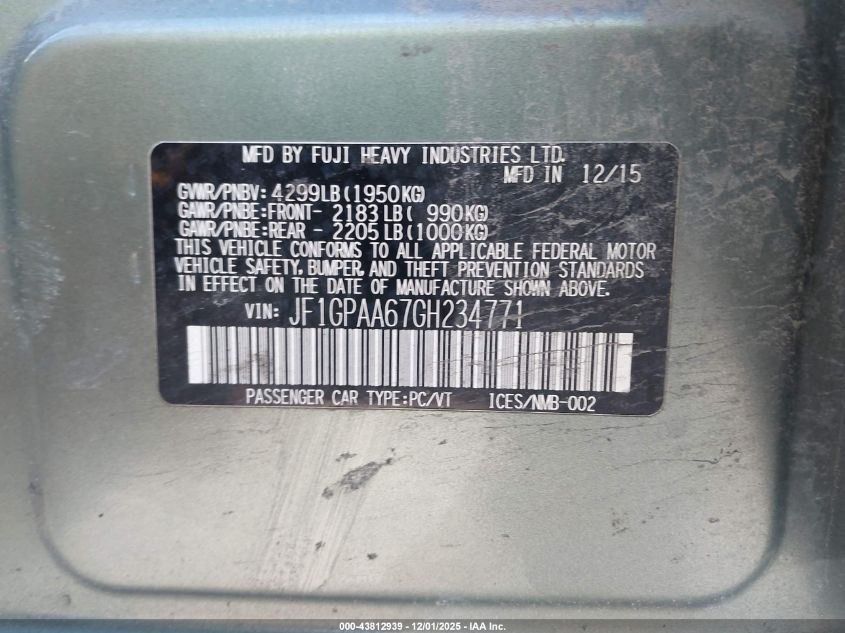 MFD BY FUJI HEAVY INDUSTRIES LTD.
MFD IN 12/15
GVWR/PNBV: 4299LB(1950KG)
GAWR/PNBE:FRONT- 2183LB( 990KG)
GAWR/PNBE:REAR - 2205LB(1000KG)
THIS VEHICLE CONFORMS TO ALL APPLICABLE FEDERAL MOTOR
VEHICLE SAFETY, BUMPER, AND THEFT PREVENTION STANDARDS
IN EFFECT ON THE DATE OF MANUFACTURE SHOWN ABOVE.
VIN: JF1GPAA67GH234771
PASSENGER CAR TYPE:PC/VT ICES/NMB-002
000-43812939 - 12/01/2025 - IAA Inc.